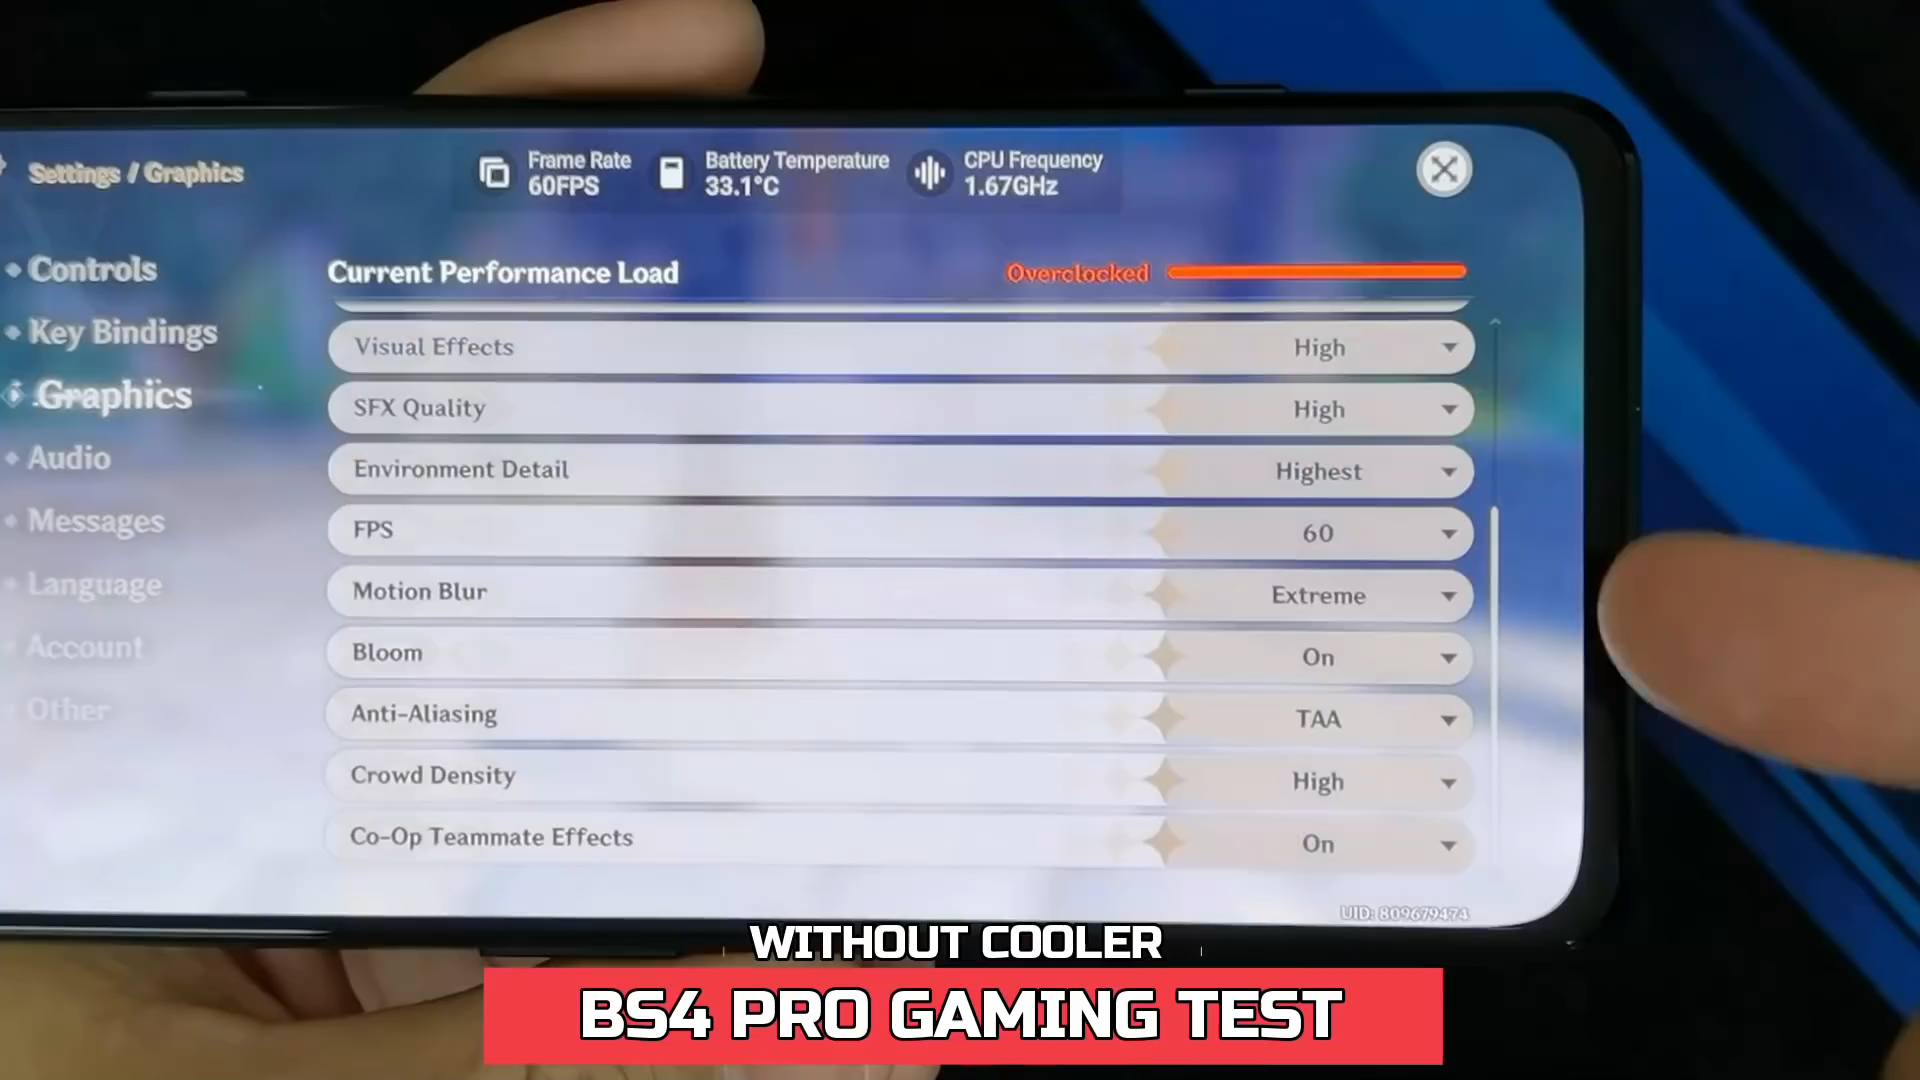 Settings / Graphics
Frame Rate
60FPS
Battery Temperature
33.1°C
CPU Frequency
1.67GHz
Controls
Key Bindings
Graphics
Audio
Messages
Language
Account
Other
Current Performance Load Overclocked
Visual Effects High
SFX Quality High
Environment Detail Highest
FPS 60
Motion Blur Extreme
Bloom On
Anti-Aliasing TAA
Crowd Density High
Co-Op Teammate Effects On
UID: 809679474
WITHOUT COOLER
BS4 PRO GAMING TEST